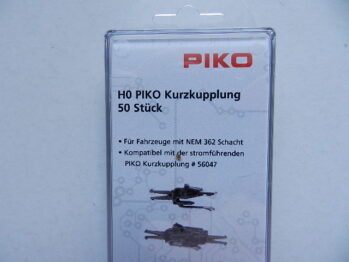 PIKO
H0 PIKO Kurzkupplung
50 Stück
• Für Fahrzeuge mit NEM 362 Schacht
• Kompatibel mit der stromführenden
PIKO Kurzkupplung # 56047